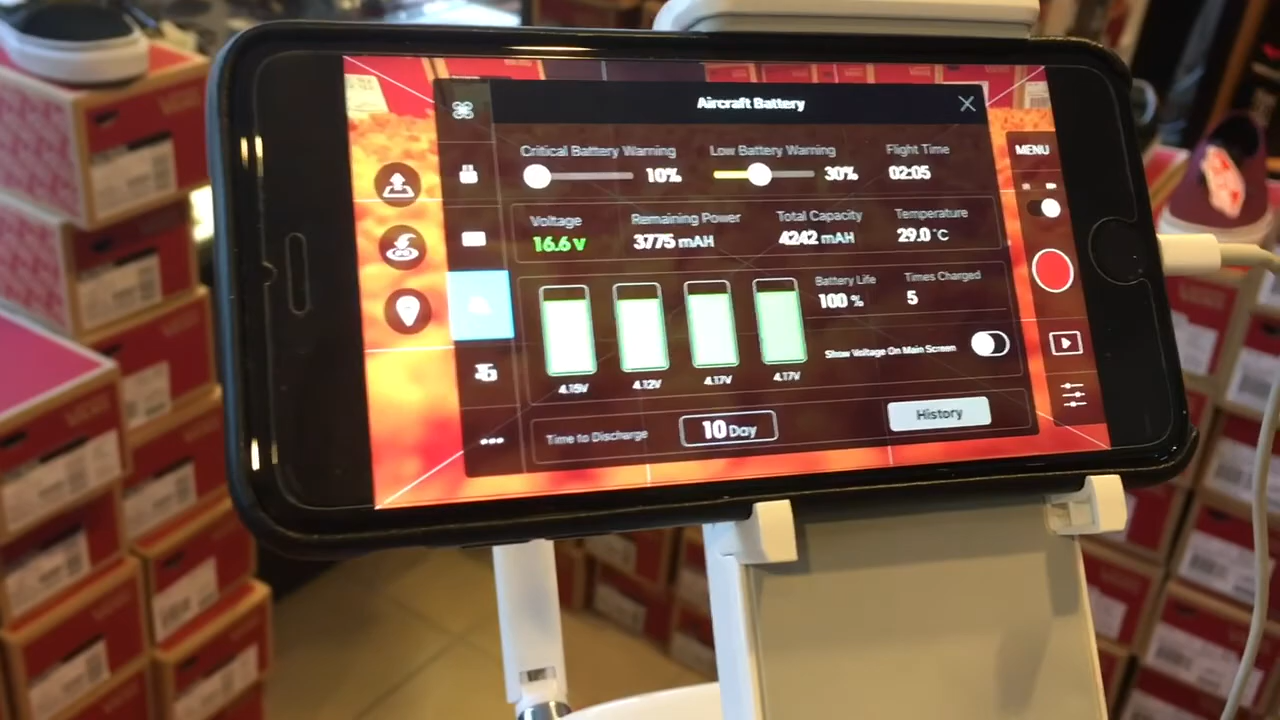 Aircraft Battery
MENU
Critical Battery Warning
10%
Low Battery Warning
30%
Flight Time
02:05
Voltage
16.6 V
Remaining Power
3775 mAH
Total Capacity
4242 mAH
Temperature
29.0°C
Battery Life
100 %
Times Charged
5
4.15V
4.12V
4.17V
4.17V
Show Voltage On Main Screen
Time to Discharge
10 Day
History